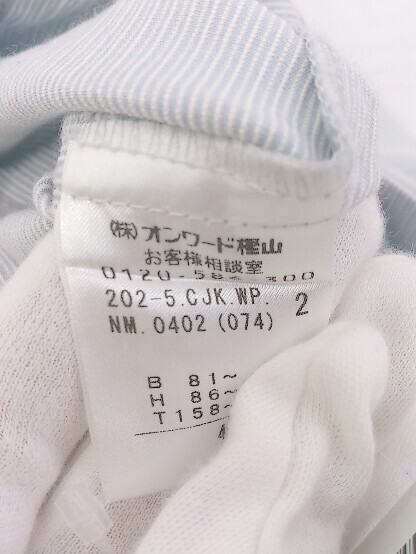 (株)オンワード樫山
お客様相談室
0120-58
300
202-5.CJK.WP.
2
NM.0402 (074)
B 81~
H 86~
T158~